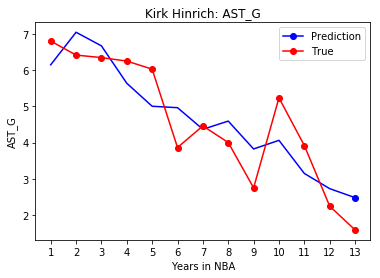 Kirk Hinrich: AST_G
Prediction
True
7
6
5
4
3
2
AST_G
1 2 3 4 5 6 7 8 9 10 11 12 13
Years in NBA